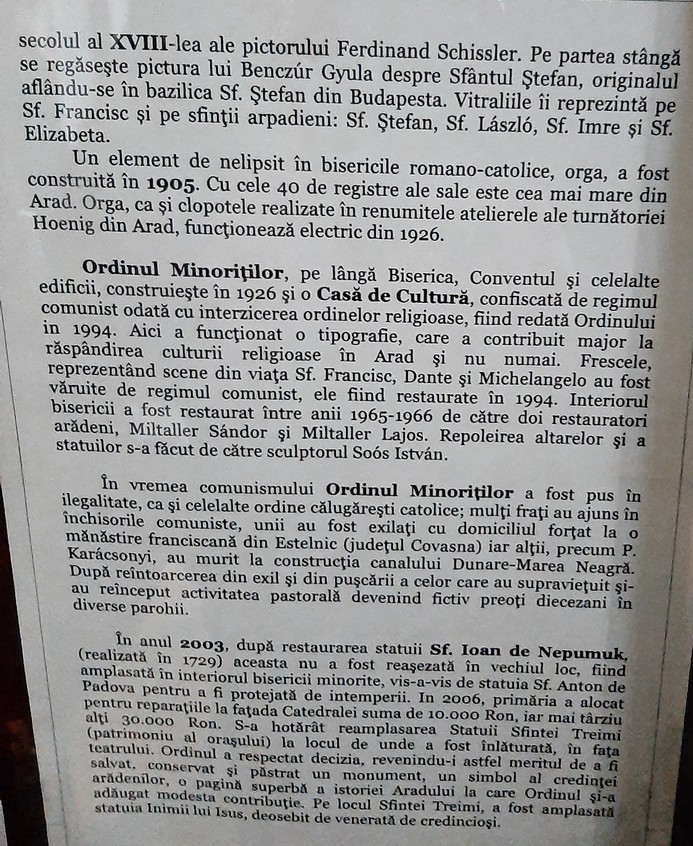 secolul al XVIII-lea ale pictorului Ferdinand Schissler. Pe partea stângă
se regăseşte pictura lui Benczúr Gyula despre Sfântul Ştefan, originalul
aflându-se în bazilica Sf. Ştefan din Budapesta. Vitraliile îi reprezintă pe
Sf. Francisc şi pe sfinţii arpadieni: Sf. Ştefan, Sf. László, Sf. Imre şi Sf.
Elizabeta.
Un element de nelipsit în bisericile romano-catolice, orga, a fost
construită în 1905. Cu cele 40 de registre ale sale este cea mai mare din
Arad. Orga, ca şi clopotele realizate în renumitele atelierele ale turnătoriei
Hoenig din Arad, funcţionează electric din 1926.
Ordinul Minoriţilor, pe lângă Biserica, Conventul şi celelalte
edificii, construieşte în 1926 şi o Casă de Cultură, confiscată de regimul
comunist odată cu interzicerea ordinelor religioase, fiind redată Ordinului
in 1994. Aici a funcţionat o tipografie, care a contribuit major la
răspândirea culturii religioase în Arad şi nu numai. Frescele,
reprezentând scene din viaţa Sf. Francisc, Dante şi Michelangelo au fost
văruite de regimul comunist, ele fiind restaurate în 1994. Interiorul
bisericii a fost restaurat între anii 1965-1966 de către doi restauratori
arădeni, Miltaller Sándor şi Miltaller Lajos. Repoleirea altarelor şi a
statuilor s-a făcut de către sculptorul Soós István.
În vremea comunismului Ordinul Minoriţilor a fost pus în
ilegalitate, ca şi celelalte ordine călugăreşti catolice; mulţi fraţi au ajuns în
închisorile comuniste, unii au fost exilaţi cu domiciliul forţat la o
mănăstire franciscană din Estelnic (judeţul Covasna) iar alţii, precum P.
Karácsonyi, au murit la construcţia canalului Dunare-Marea Neagră.
După reîntoarcerea din exil şi din puşcării a celor care au supravieţuit şi-
au reînceput activitatea pastorală devenind fictiv preoţi diecezani în
diverse parohii.
În anul 2003, după restaurarea statuii Sf. Ioan de Nepumuk,
(realizată în 1729) aceasta nu a fost reaşezată în vechiul loc, fiind
amplasată în interiorul bisericii minorite, vis-a-vis de statuia Sf. Anton de
Padova pentru a fi protejată de intemperii. In 2006, primăria a alocat
pentru reparaţiile la faţada Catedralei suma de 10.000 Ron, iar mai târziu
alţi 30.000 Ron. S-a hotărât reamplasarea Statuii Sfintei Treimi
(patrimoniu al oraşului) la locul de unde a fost înlăturată, în faţa
teatrului. Ordinul a respectat decizia, revenindu-i astfel meritul de a fi
salvat, conservat şi păstrat un monument, un simbol al credinţei
arădenilor, o pagină superbă a istoriei Aradului la care Ordinul şi-a
adăugat modesta contribuţie. Pe locul Sfintei Treimi, a fost amplasată
statuia Inimii lui Isus, deosebit de venerată de credincioşi.